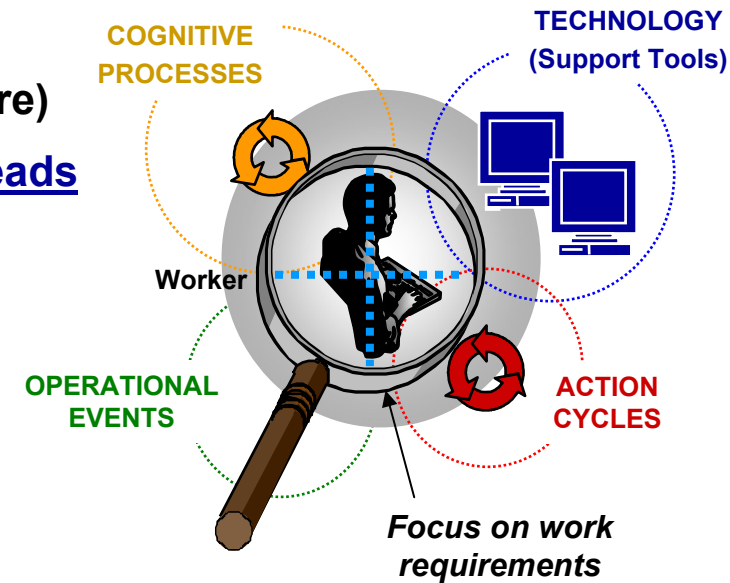 COGNITIVE
PROCESSES
TECHNOLOGY
(Support Tools)
re)
eads
Worker
OPERATIONAL
EVENTS
ACTION
CYCLES
Focus on work
requirements